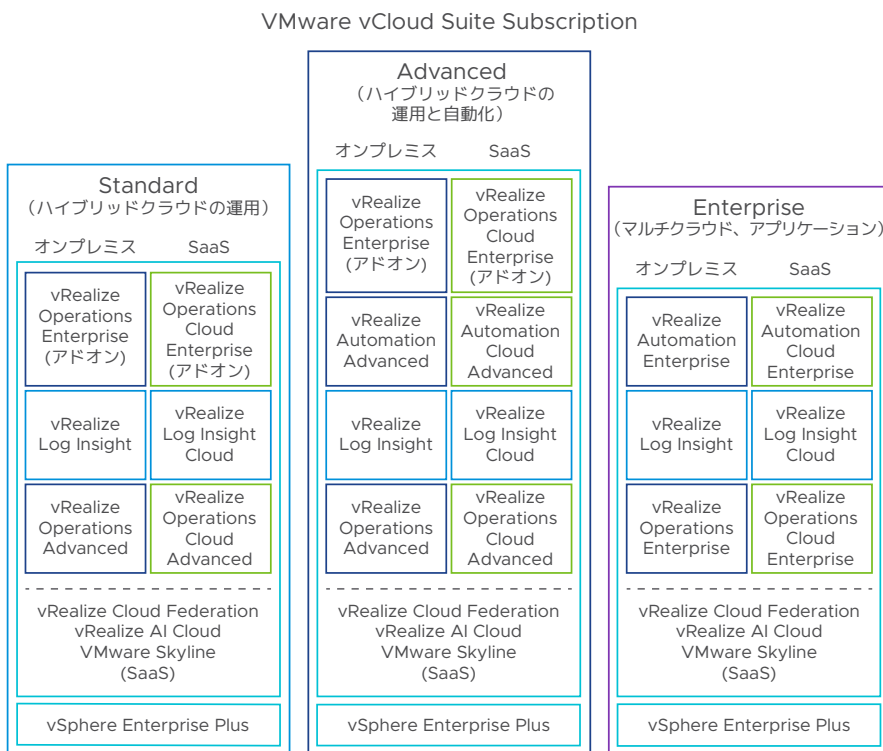 VMware vCloud Suite Subscription
Standard
（ハイブリッドクラウドの運用）
オンプレミス
SaaS
vRealize
Operations
Enterprise
(アドオン)
vRealize
Operations
Cloud
Enterprise
(アドオン)
vRealize
Log Insight
vRealize
Log Insight
Cloud
vRealize
Operations
Advanced
vRealize
Operations
Cloud
Advanced
vRealize Cloud Federation
vRealize AI Cloud
VMware Skyline
(SaaS)
vSphere Enterprise Plus
Advanced
（ハイブリッドクラウドの
運用と自動化）
オンプレミス
SaaS
vRealize
Operations
Enterprise
(アドオン)
vRealize
Operations
Cloud
Enterprise
(アドオン)
vRealize
Automation
Advanced
vRealize
Automation
Cloud
Advanced
vRealize
Log Insight
vRealize
Log Insight
Cloud
vRealize
Operations
Advanced
vRealize
Operations
Cloud
Advanced
vRealize Cloud Federation
vRealize AI Cloud
VMware Skyline
(SaaS)
vSphere Enterprise Plus
Enterprise
（マルチクラウド、アプリケーション）
オンプレミス
SaaS
vRealize
Automation
Enterprise
vRealize
Automation
Cloud
Enterprise
vRealize
Log Insight
vRealize
Log Insight
Cloud
vRealize
Operations
Enterprise
vRealize
Operations
Cloud
Enterprise
vRealize Cloud Federation
vRealize AI Cloud
VMware Skyline
(SaaS)
vSphere Enterprise Plus